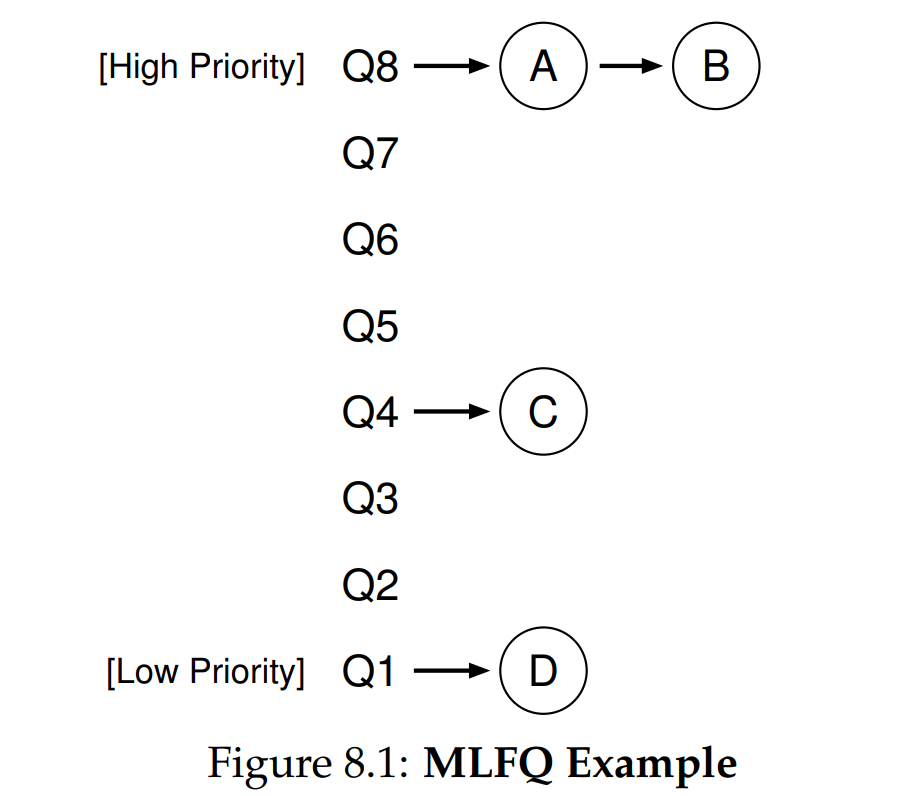 [High Priority] Q8 A B
Q7
Q6
Q5
Q4 C
Q3
Q2
[Low Priority] Q1 D
Figure 8.1: MLFQ Example